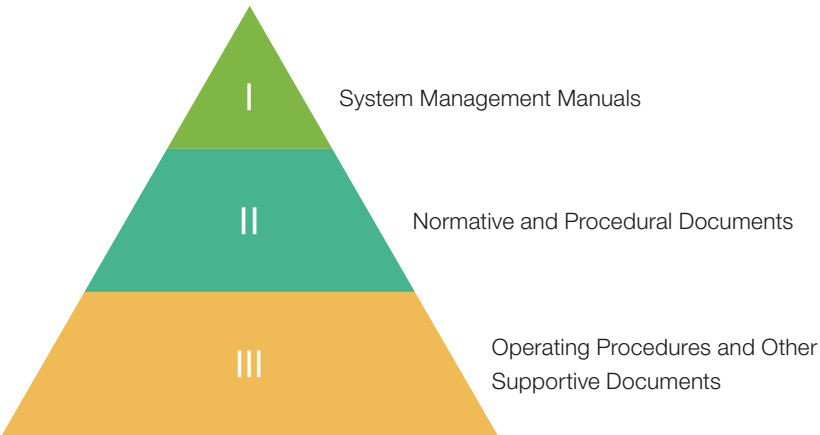 I
System Management Manuals
II
Normative and Procedural Documents
III
Operating Procedures and Other
Supportive Documents